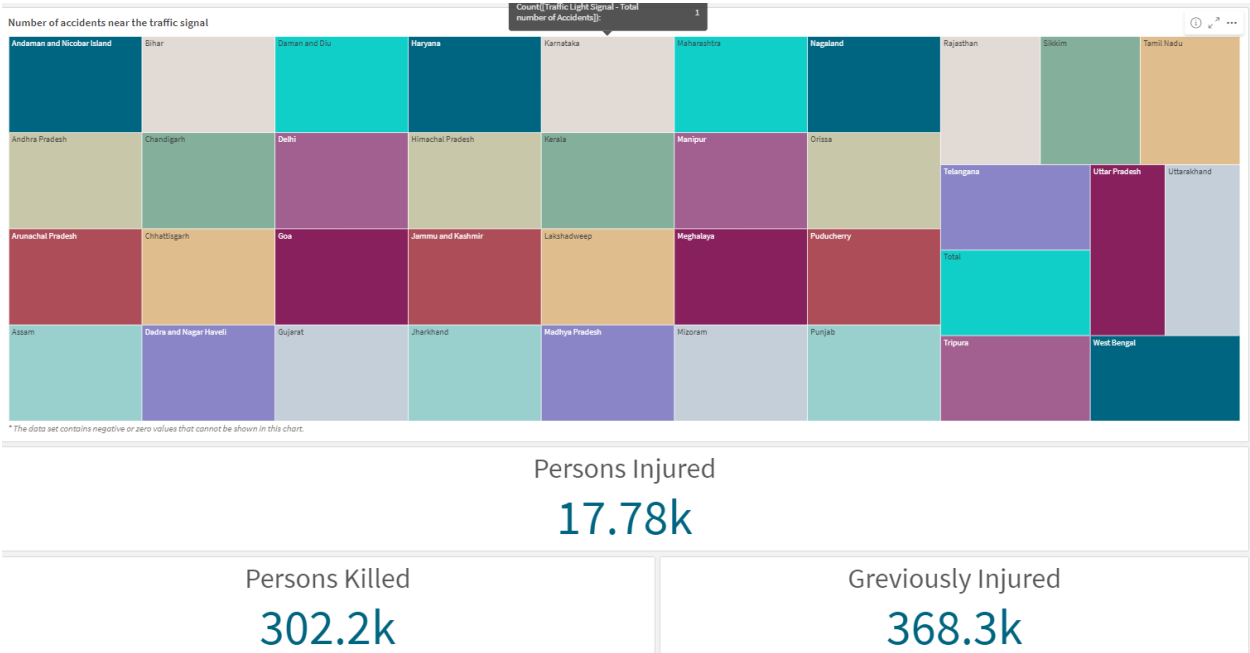 Count([Traffic Light Signal - Total
number of Accidents]): 1
Number of accidents near the traffic signal
Andaman and Nicobar Island Bihar Daman and Diu Haryana Karnataka Maharashtra Nagaland Rajasthan Sikkim Tamil Nadu
Andhra Pradesh Chandigarh Delhi Himachal Pradesh Kerala Manipur Orissa
Telangana Uttar Pradesh Uttarakhand
Arunachal Pradesh Chhattisgarh Goa Jammu and Kashmir Lakshadweep Meghalaya Puducherry
Total
Assam Dadra and Nagar Haveli Gujarat Jharkhand Madhya Pradesh Mizoram Punjab
Tripura West Bengal
* The data set contains negative or zero values that cannot be shown in this chart.
Persons Injured
17.78k
Persons Killed Greviously Injured
302.2k 368.3k